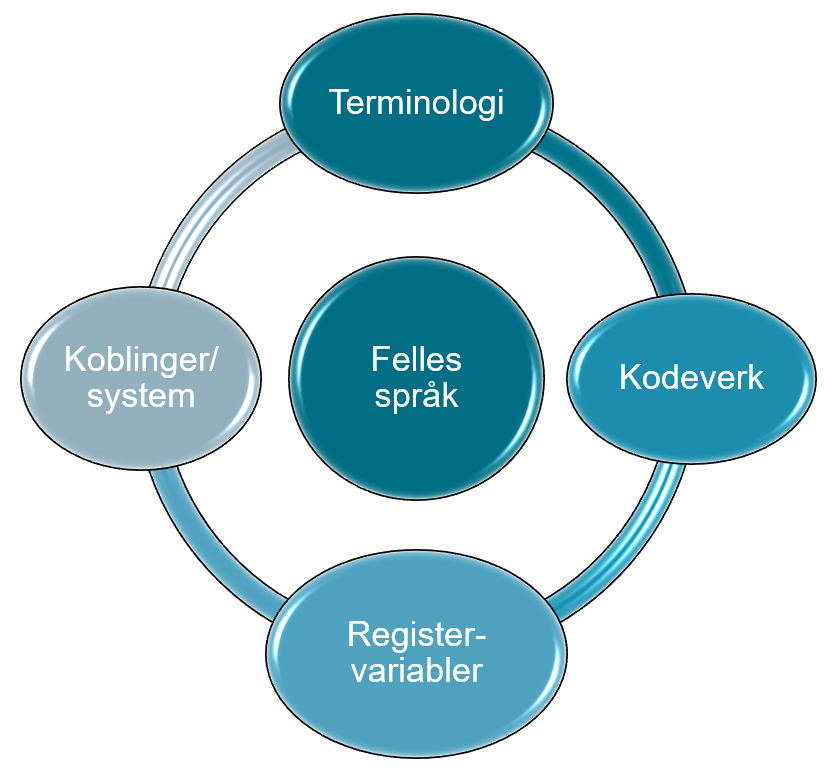 Terminologi
Koblinger/
system
Felles
språk
Kodeverk
Register-
variabler